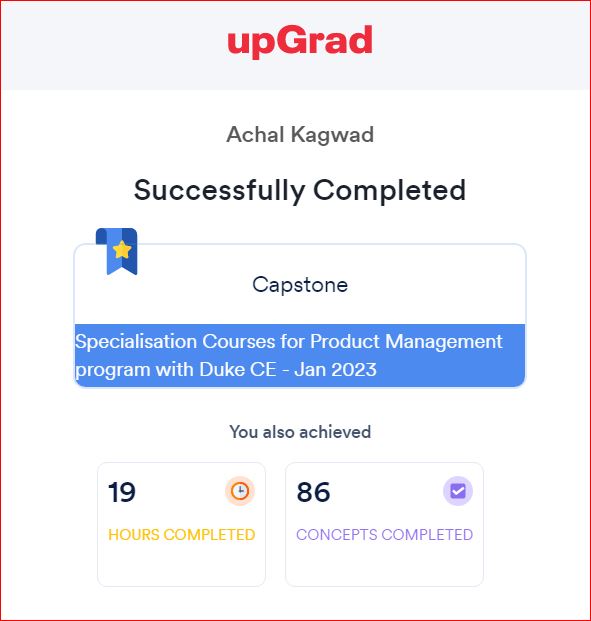 upGrad
Achal Kagwad
Successfully Completed
Capstone
Specialisation Courses for Product Management
program with Duke CE - Jan 2023
You also achieved
19
HOURS COMPLETED
86
CONCEPTS COMPLETED